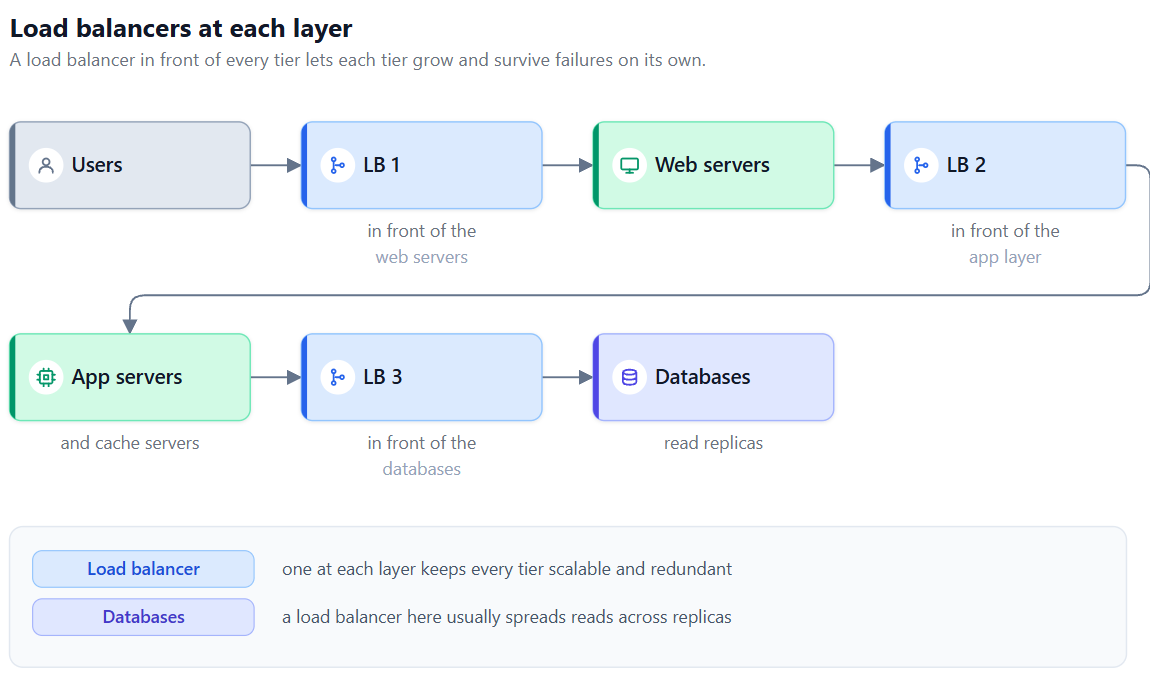 Load balancers at each layer
A load balancer in front of every tier lets each tier grow and survive failures on its own.
Users
LB 1
Web servers
LB 2
in front of the
web servers
in front of the
app layer
App servers
LB 3
Databases
and cache servers
in front of the
databases
read replicas
Load balancer
one at each layer keeps every tier scalable and redundant
Databases
a load balancer here usually spreads reads across replicas